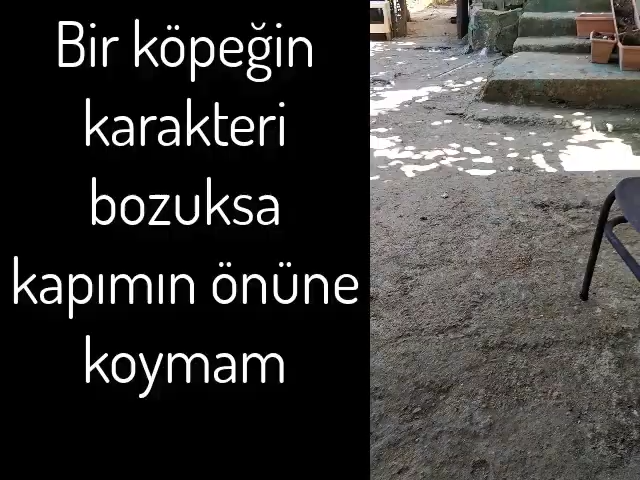 Bir köpeğin
karakteri
bozuksa
kapımın önüne
koymam